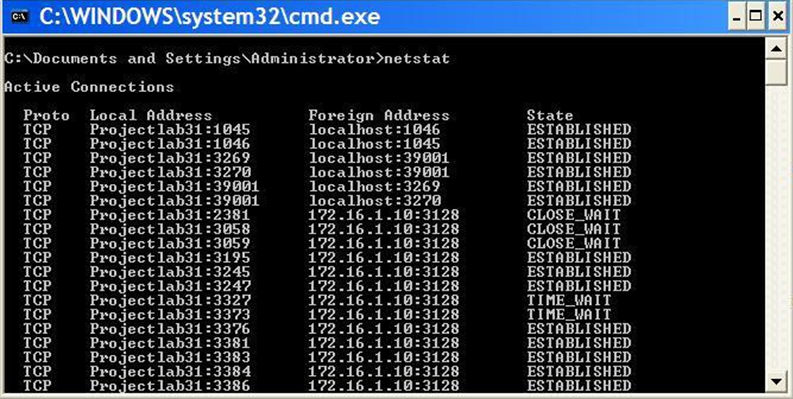 C:\WINDOWS\system32\cmd.exe
C:\Documents and Settings\Administrator>netstat
Active Connections
Proto Local Address Foreign Address State
TCP Projectlab31:1045 localhost:1046 ESTABLISHED
TCP Projectlab31:1046 localhost:1045 ESTABLISHED
TCP Projectlab31:3269 localhost:39001 ESTABLISHED
TCP Projectlab31:3270 localhost:39001 ESTABLISHED
TCP Projectlab31:39001 localhost:3269 ESTABLISHED
TCP Projectlab31:39001 localhost:3270 ESTABLISHED
TCP Projectlab31:2381 172.16.1.10:3128 CLOSE_WAIT
TCP Projectlab31:3058 172.16.1.10:3128 CLOSE_WAIT
TCP Projectlab31:3059 172.16.1.10:3128 CLOSE_WAIT
TCP Projectlab31:3195 172.16.1.10:3128 ESTABLISHED
TCP Projectlab31:3245 172.16.1.10:3128 ESTABLISHED
TCP Projectlab31:3247 172.16.1.10:3128 ESTABLISHED
TCP Projectlab31:3327 172.16.1.10:3128 TIME_WAIT
TCP Projectlab31:3373 172.16.1.10:3128 TIME_WAIT
TCP Projectlab31:3376 172.16.1.10:3128 ESTABLISHED
TCP Projectlab31:3381 172.16.1.10:3128 ESTABLISHED
TCP Projectlab31:3383 172.16.1.10:3128 ESTABLISHED
TCP Projectlab31:3384 172.16.1.10:3128 ESTABLISHED
TCP Projectlab31:3386 172.16.1.10:3128 ESTABLISHED